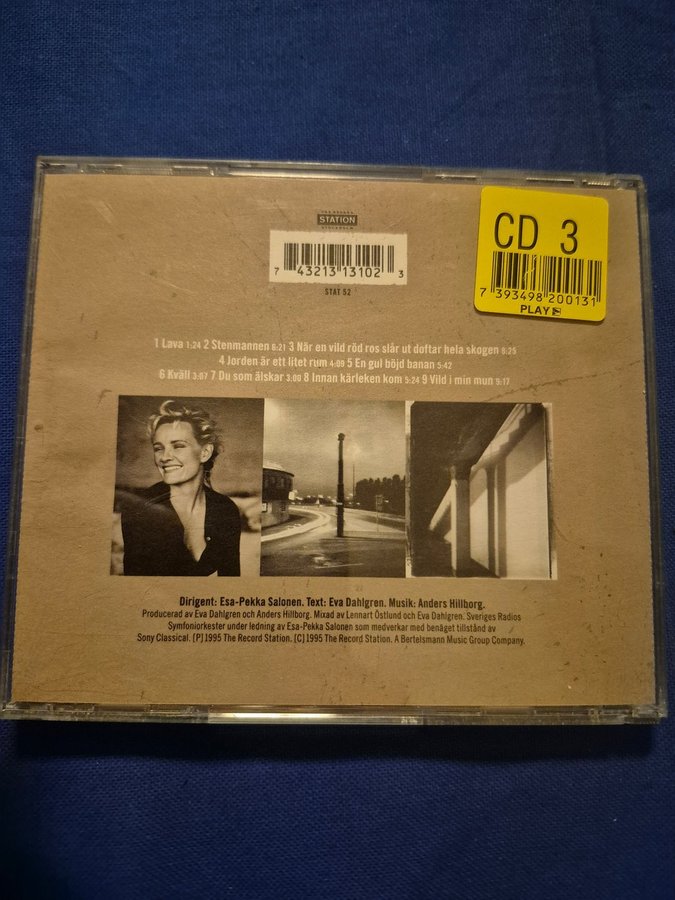 THE RECORD
STATION
STOCKHOLM
7 43213 13102 3
STAT 52
CD 3
7 393498 200131
PLAY
1 Lava 1:24 2 Stenmannen 8:21 3 När en vild röd ros slår ut doftar hela skogen 8:25
4 Jorden är ett litet rum 4:09 5 En gul böjd banan 5:42
6 Kväll 3:07 7 Du som älskar 3:00 8 Innan kärleken kom 5:24 9 Vild i min mun 9:17
Dirigent: Esa-Pekka Salonen. Text: Eva Dahlgren. Musik: Anders Hillborg.
Producerad av Eva Dahlgren och Anders Hillborg. Mixad av Lennart Östlund och Eva Dahlgren. Sveriges Radios
Symfoniorkester under ledning av Esa-Pekka Salonen som medverkar med benäget tillstånd av
Sony Classical. [P] 1995 The Record Station. [C] 1995 The Record Station. A Bertelsmann Music Group Company.